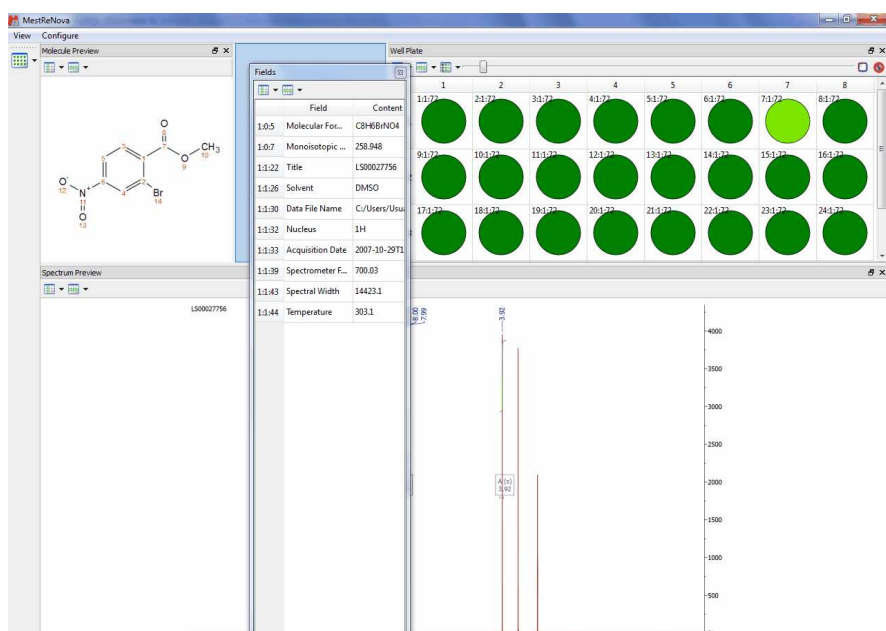 MestReNova
View Configure
Molecule Preview
O
8
7
O
9
CH3
10
3
1
5
6
2
4
Br
14
O-
12
N+
11
O
13
Fields
Field Content
1:0:5 Molecular For... C8H6BrNO4
1:0:7 Monoisotopic ... 258.948
1:1:22 Title LS00027756
1:1:26 Solvent DMSO
1:1:30 Data File Name C:/Users/Usu
1:1:32 Nucleus 1H
1:1:33 Acquisition Date 2007-10-29T1
1:1:39 Spectrometer F... 700.03
1:1:43 Spectral Width 14423.1
1:1:44 Temperature 303.1
Well Plate
1 2 3 4 5 6 7 8
1:1:72 2:1:72 3:1:72 4:1:72 5:1:72 6:1:72 7:1:72 8:1:72
9:1:72 10:1:72 11:1:72 12:1:72 13:1:72 14:1:72 15:1:72 16:1:72
17:1:72 18:1:72 19:1:72 20:1:72 21:1:72 22:1:72 23:1:72 24:1:72
Spectrum Preview
LS00027756
8.00
7.99
3.92
A (s)
3.92
4000
3500
3000
2500
2000
1500
1000
500